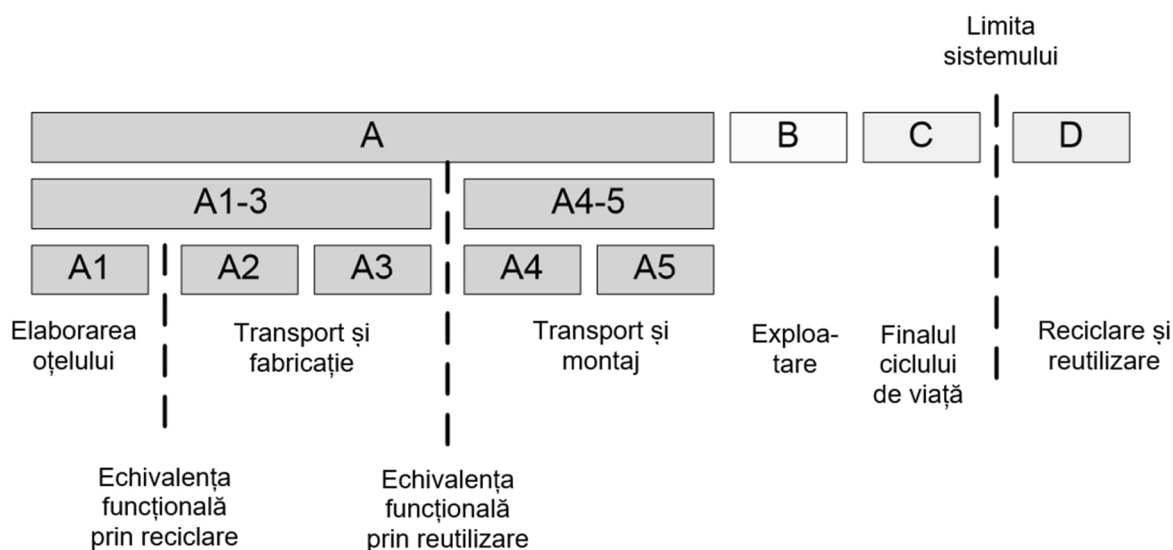 Limita
sistemului
A
B
C
D
A1-3
A4-5
A1
A2
A3
A4
A5
Elaborarea
oțelului
Transport și
fabricație
Transport și
montaj
Exploa-
tare
Finalul
ciclului
de viață
Reciclare și
reutilizare
Echivalența
funcțională
prin reciclare
Echivalența
funcțională
prin reutilizare